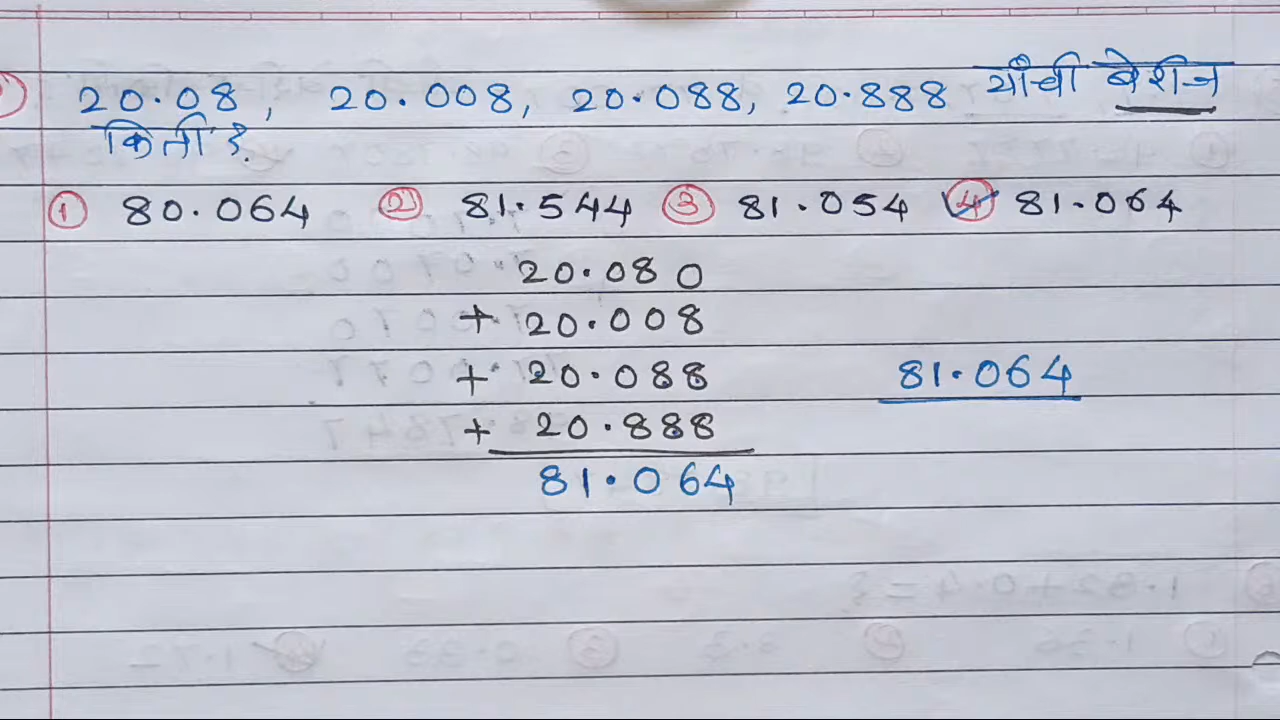 20.08, 20.008, 20.088, 20.888 यांची बेरीज
किती?
① 80.064 ② 81.544 ③ 81.054 ④ 81.064
20.080
+ 20.008
+ 20.088 81.064
+ 20.888
81.064